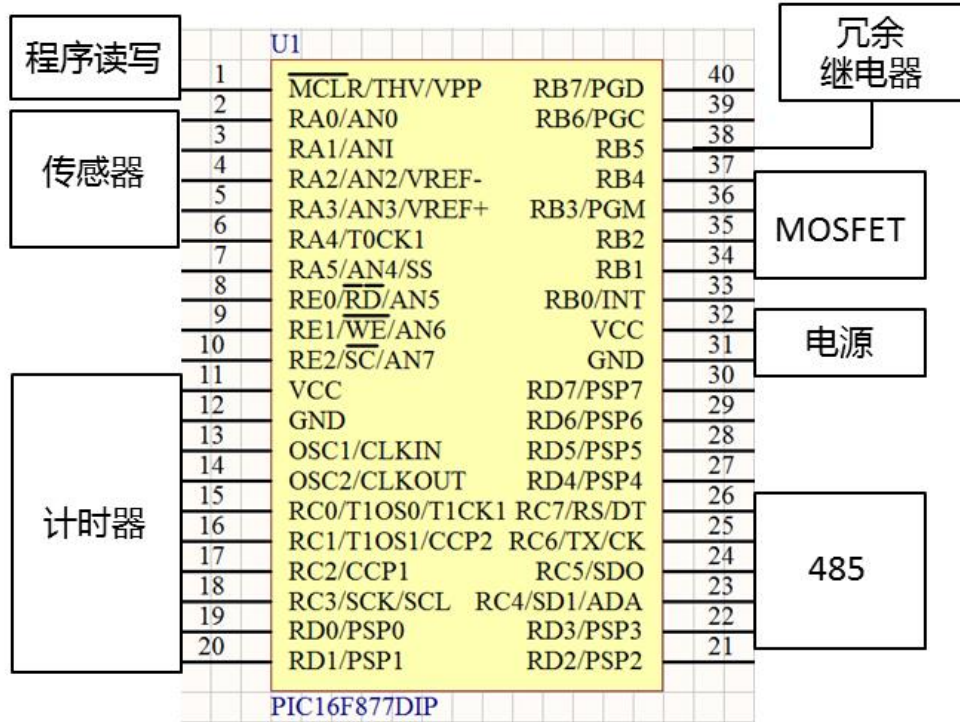 程序读写
传感器
计时器
U1
1
2
3
4
5
6
7
8
9
10
11
12
13
14
15
16
17
18
19
20
MCLR/THV/VPP
RA0/AN0
RA1/ANI
RA2/AN2/VREF-
RA3/AN3/VREF+
RA4/T0CK1
RA5/AN4/SS
RE0/RD/AN5
RE1/WE/AN6
RE2/SC/AN7
VCC
GND
OSC1/CLKIN
OSC2/CLKOUT
RC0/T1OS0/T1CK1
RC1/T1OS1/CCP2
RC2/CCP1
RC3/SCK/SCL
RD0/PSP0
RD1/PSP1
RB7/PGD
RB6/PGC
RB5
RB4
RB3/PGM
RB2
RB1
RB0/INT
VCC
GND
RD7/PSP7
RD6/PSP6
RD5/PSP5
RD4/PSP4
RC7/RS/DT
RC6/TX/CK
RC5/SDO
RC4/SD1/ADA
RD3/PSP3
RD2/PSP2
40
39
38
37
36
35
34
33
32
31
30
29
28
27
26
25
24
23
22
21
PIC16F877DIP
冗余
继电器
MOSFET
电源
485